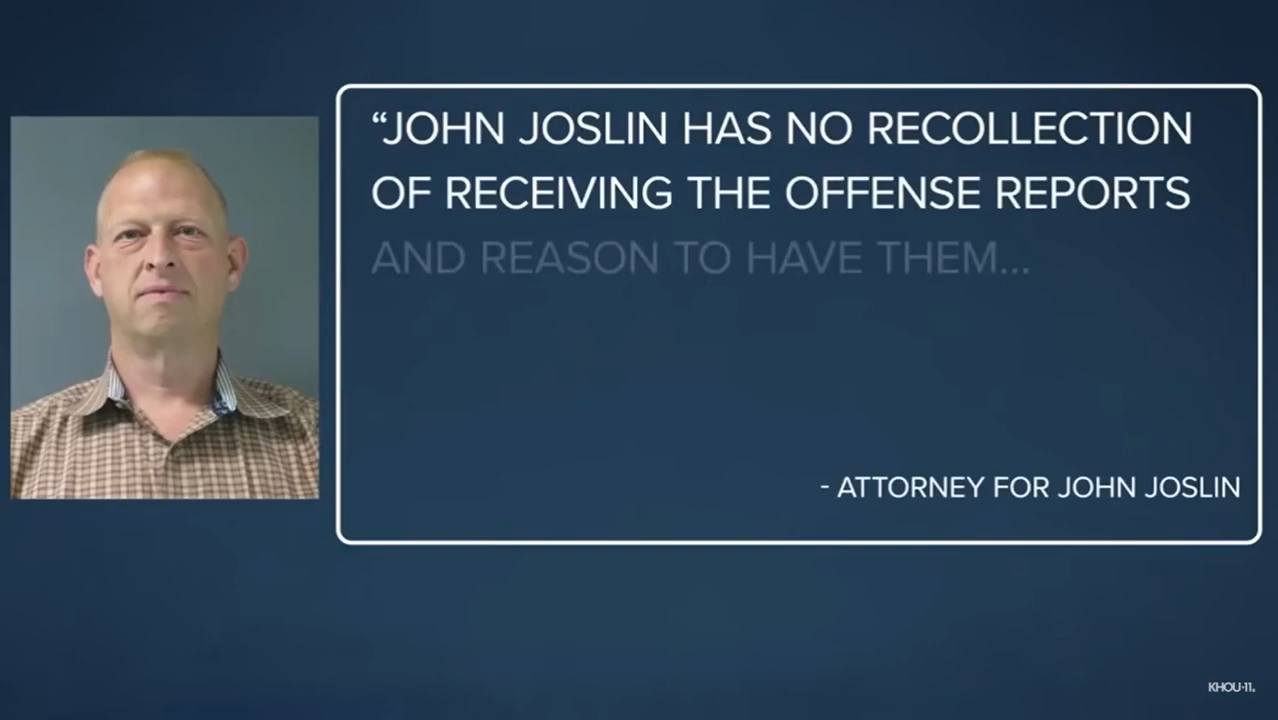 “JOHN JOSLIN HAS NO RECOLLECTION
OF RECEIVING THE OFFENSE REPORTS
AND REASON TO HAVE THEM...
- ATTORNEY FOR JOHN JOSLIN
KHOU·11.